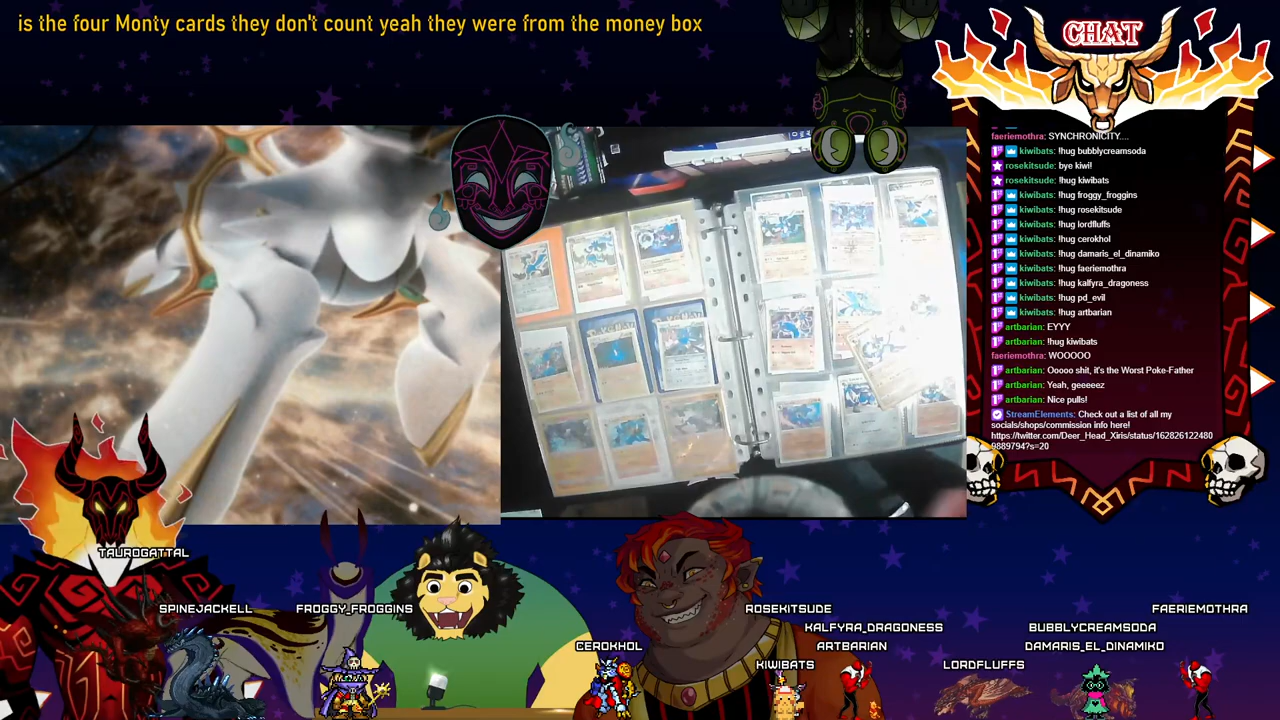 is the four Monty cards they don't count yeah they were from the money box
CHAT
faeriemothra: SYNCHRONICITY....
kiwibats: !hug bubblycreamsoda
rosekitsude: bye kiwi!
rosekitsude: !hug kiwibats
kiwibats: !hug froggy_froggins
kiwibats: !hug rosekitsude
kiwibats: !hug lordfluffs
kiwibats: !hug cerokhol
kiwibats: !hug damaris_el_dinamiko
kiwibats: !hug faeriemothra
kiwibats: !hug kalfyra_dragoness
kiwibats: !hug pd_evil
kiwibats: !hug artbarian
artbarian: EYYY
artbarian: !hug kiwibats
faeriemothra: WOOOOO
artbarian: Ooooo shit, it's the Worst Poke-Father
artbarian: Yeah, geeeeez
artbarian: Nice pulls!
StreamElements: Check out a list of all my
socials/shops/commission info here!
https://twitter.com/Deer_Head_Xiris/status/162826122480
9889794?s=20
TAUROGATTAL
SPINEJACKELL
FROGGY_FROGGINS
CEROKHOL
ROSEKITSUDE
KALFYRA_DRAGONESS
ARTBARIAN
KIWIBATS
FAERIEMOTHRA
BUBBLYCREAMSODA
DAMARIS_EL_DINAMIKO
LORDFLUFFS